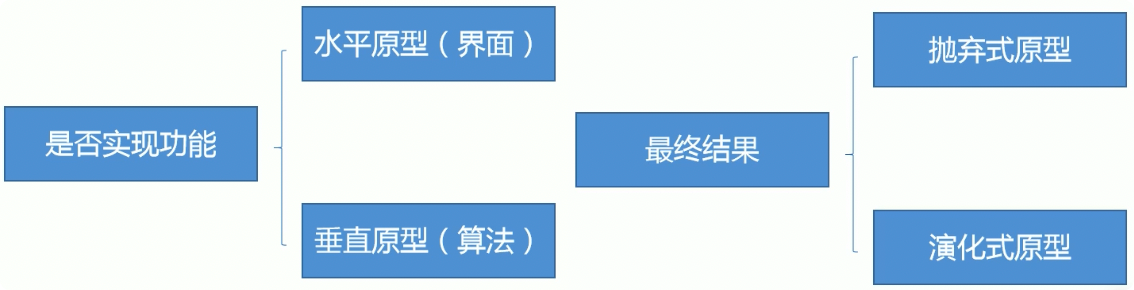 水平原型（界面）
是否实现功能
垂直原型（算法）
抛弃式原型
最终结果
演化式原型